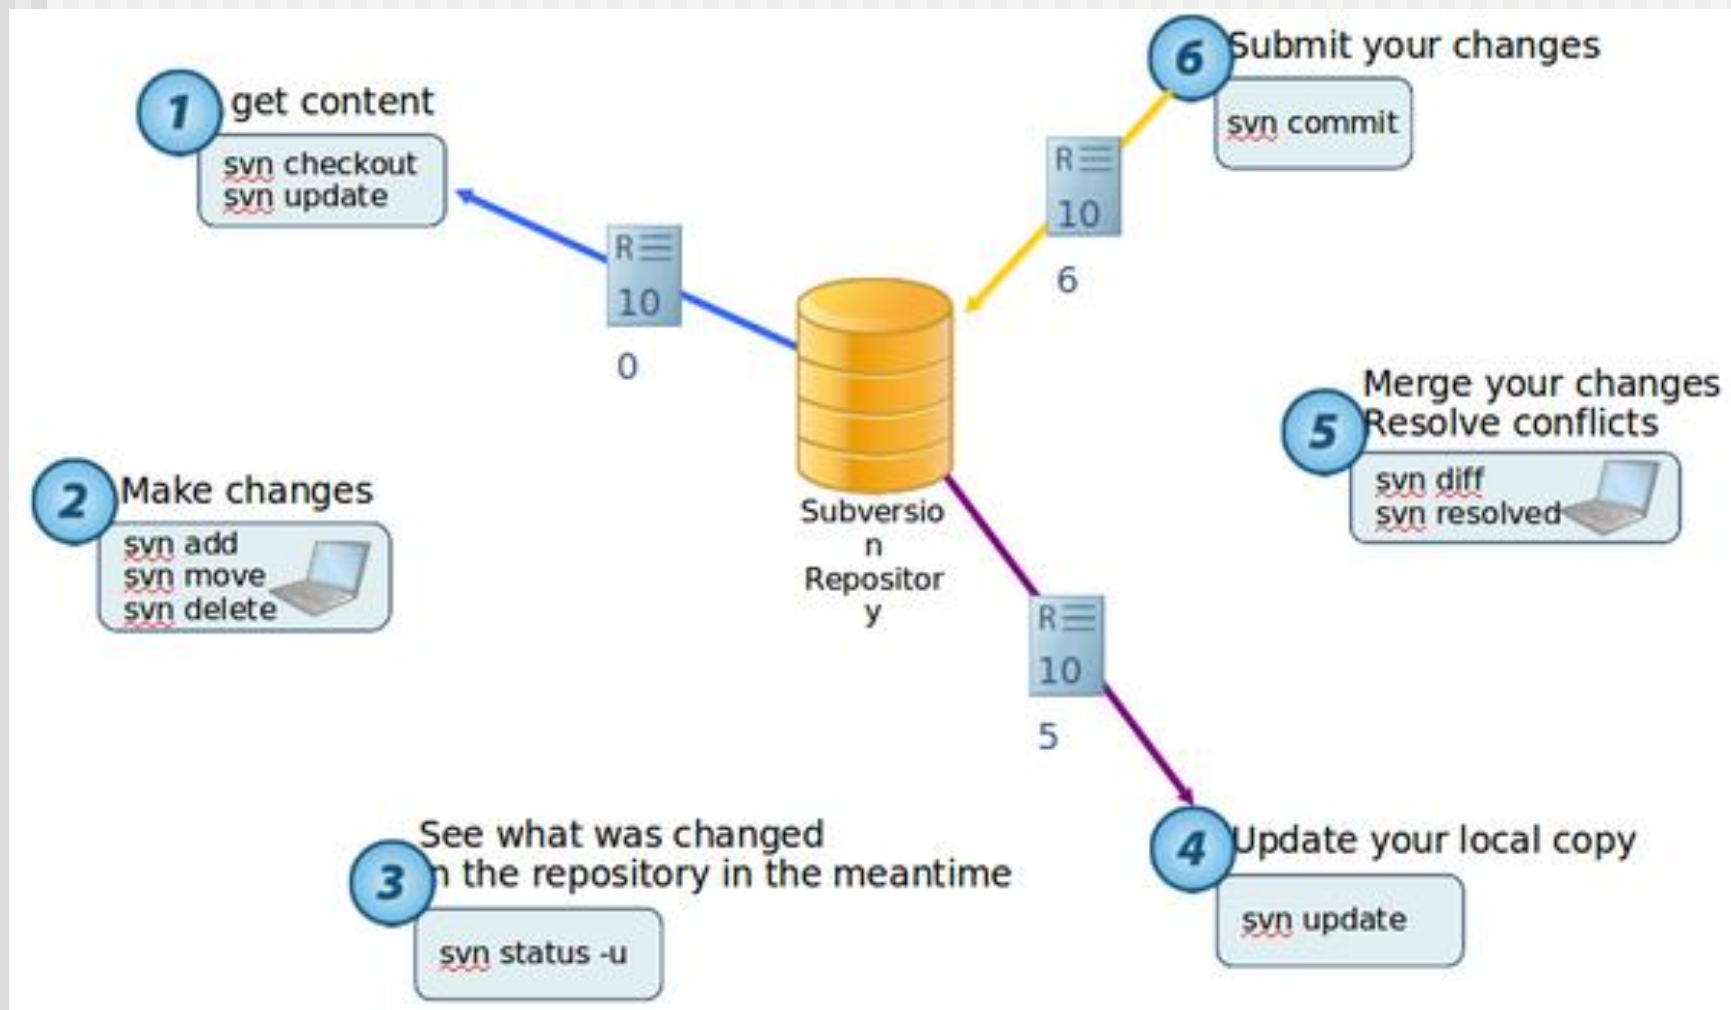 1
get content
svn checkout
svn update
R
10
0
2
Make changes
svn add
svn move
svn delete
3
See what was changed
n the repository in the meantime
svn status -u
Subversio
n
Repositor
y
R
10
5
4
Update your local copy
svn update
5
Merge your changes
Resolve conflicts
svn diff
svn resolved
6
Submit your changes
svn commit
R
10
6